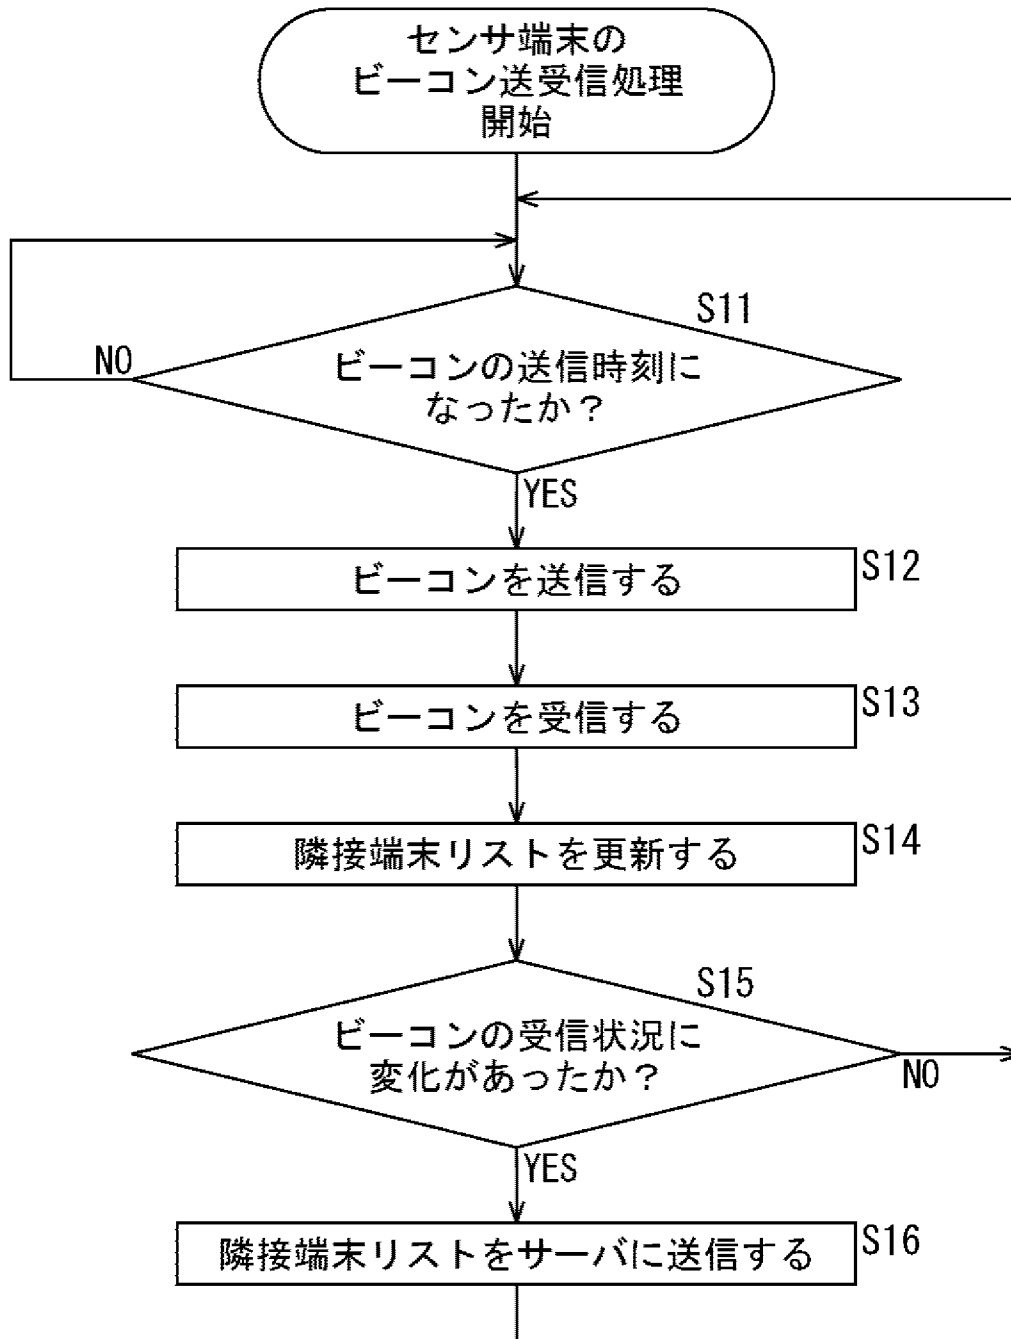 センサ端末の
ビーコン送受信処理
開始
S11
NO
ビーコンの送信時刻に
なったか?
YES
ビーコンを送信する
S12
ビーコンを受信する
S13
隣接端末リストを更新する
S14
S15
ビーコンの受信状況に
変化があったか?
NO
YES
隣接端末リストをサーバに送信する
S16